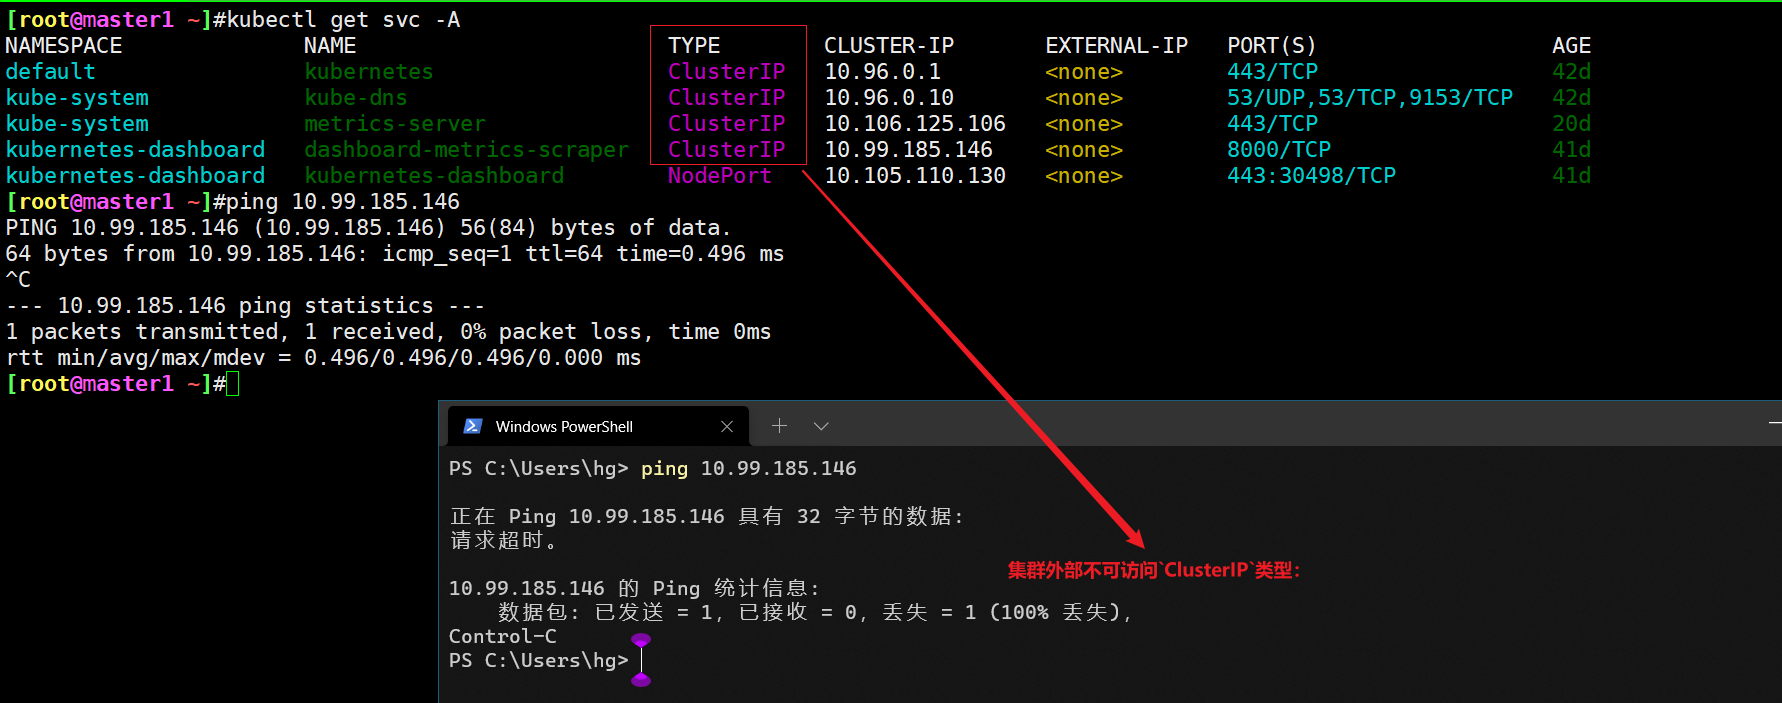 [root@master1 ~]#kubectl get svc -A
NAMESPACE NAME TYPE CLUSTER-IP EXTERNAL-IP PORT(S) AGE
default kubernetes ClusterIP 10.96.0.1 <none> 443/TCP 42d
kube-system kube-dns ClusterIP 10.96.0.10 <none> 53/UDP,53/TCP,9153/TCP 42d
kube-system metrics-server ClusterIP 10.106.125.106 <none> 443/TCP 20d
kubernetes-dashboard dashboard-metrics-scraper ClusterIP 10.99.185.146 <none> 8000/TCP 41d
kubernetes-dashboard kubernetes-dashboard NodePort 10.105.110.130 <none> 443:30498/TCP 41d
[root@master1 ~]#ping 10.99.185.146
PING 10.99.185.146 (10.99.185.146) 56(84) bytes of data.
64 bytes from 10.99.185.146: icmp_seq=1 ttl=64 time=0.496 ms
^C
--- 10.99.185.146 ping statistics ---
1 packets transmitted, 1 received, 0% packet loss, time 0ms
rtt min/avg/max/mdev = 0.496/0.496/0.496/0.000 ms
[root@master1 ~]#
Windows PowerShell
PS C:\Users\hg> ping 10.99.185.146
正在 Ping 10.99.185.146 具有 32 字节的数据:
请求超时。
集群外部不可访问`ClusterIP`类型：
10.99.185.146 的 Ping 统计信息:
数据包: 已发送 = 1，已接收 = 0，丢失 = 1 (100% 丢失)，
Control-C
PS C:\Users\hg>